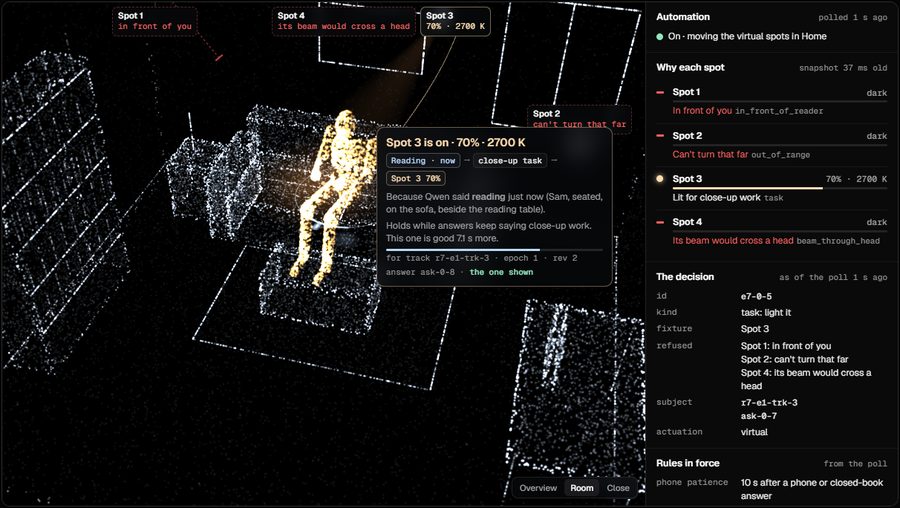 Spot 1
in front of you
Spot 4
its beam would cross a head
Spot 3
70% · 2700 K
Spot 2
can't turn that far
Spot 3 is on · 70% · 2700 K
Reading · now → close-up task →
Spot 3 70%
Because Qwen said reading just now (Sam, seated,
on the sofa, beside the reading table).
Holds while answers keep saying close-up work.
This one is good 7.1 s more.
for track r7-e1-trk-3 · epoch 1 · rev 2
answer ask-0-8 · the one shown
Overview Room Close
Automation polled 1 s ago
On · moving the virtual spots in Home
Why each spot snapshot 37 ms old
Spot 1 dark
In front of you in_front_of_reader
Spot 2 dark
Can't turn that far out_of_range
Spot 3 70% · 2700 K
Lit for close-up work task
Spot 4 dark
Its beam would cross a head beam_through_head
The decision as of the poll 1 s ago
id e7-0-5
kind task: light it
fixture Spot 3
refused Spot 1: in front of you
Spot 2: can't turn that far
Spot 4: its beam would cross a
head
subject r7-e1-trk-3
ask-0-7
actuation virtual
Rules in force from the poll
phone patience 10 s after a phone or closed-book
answer